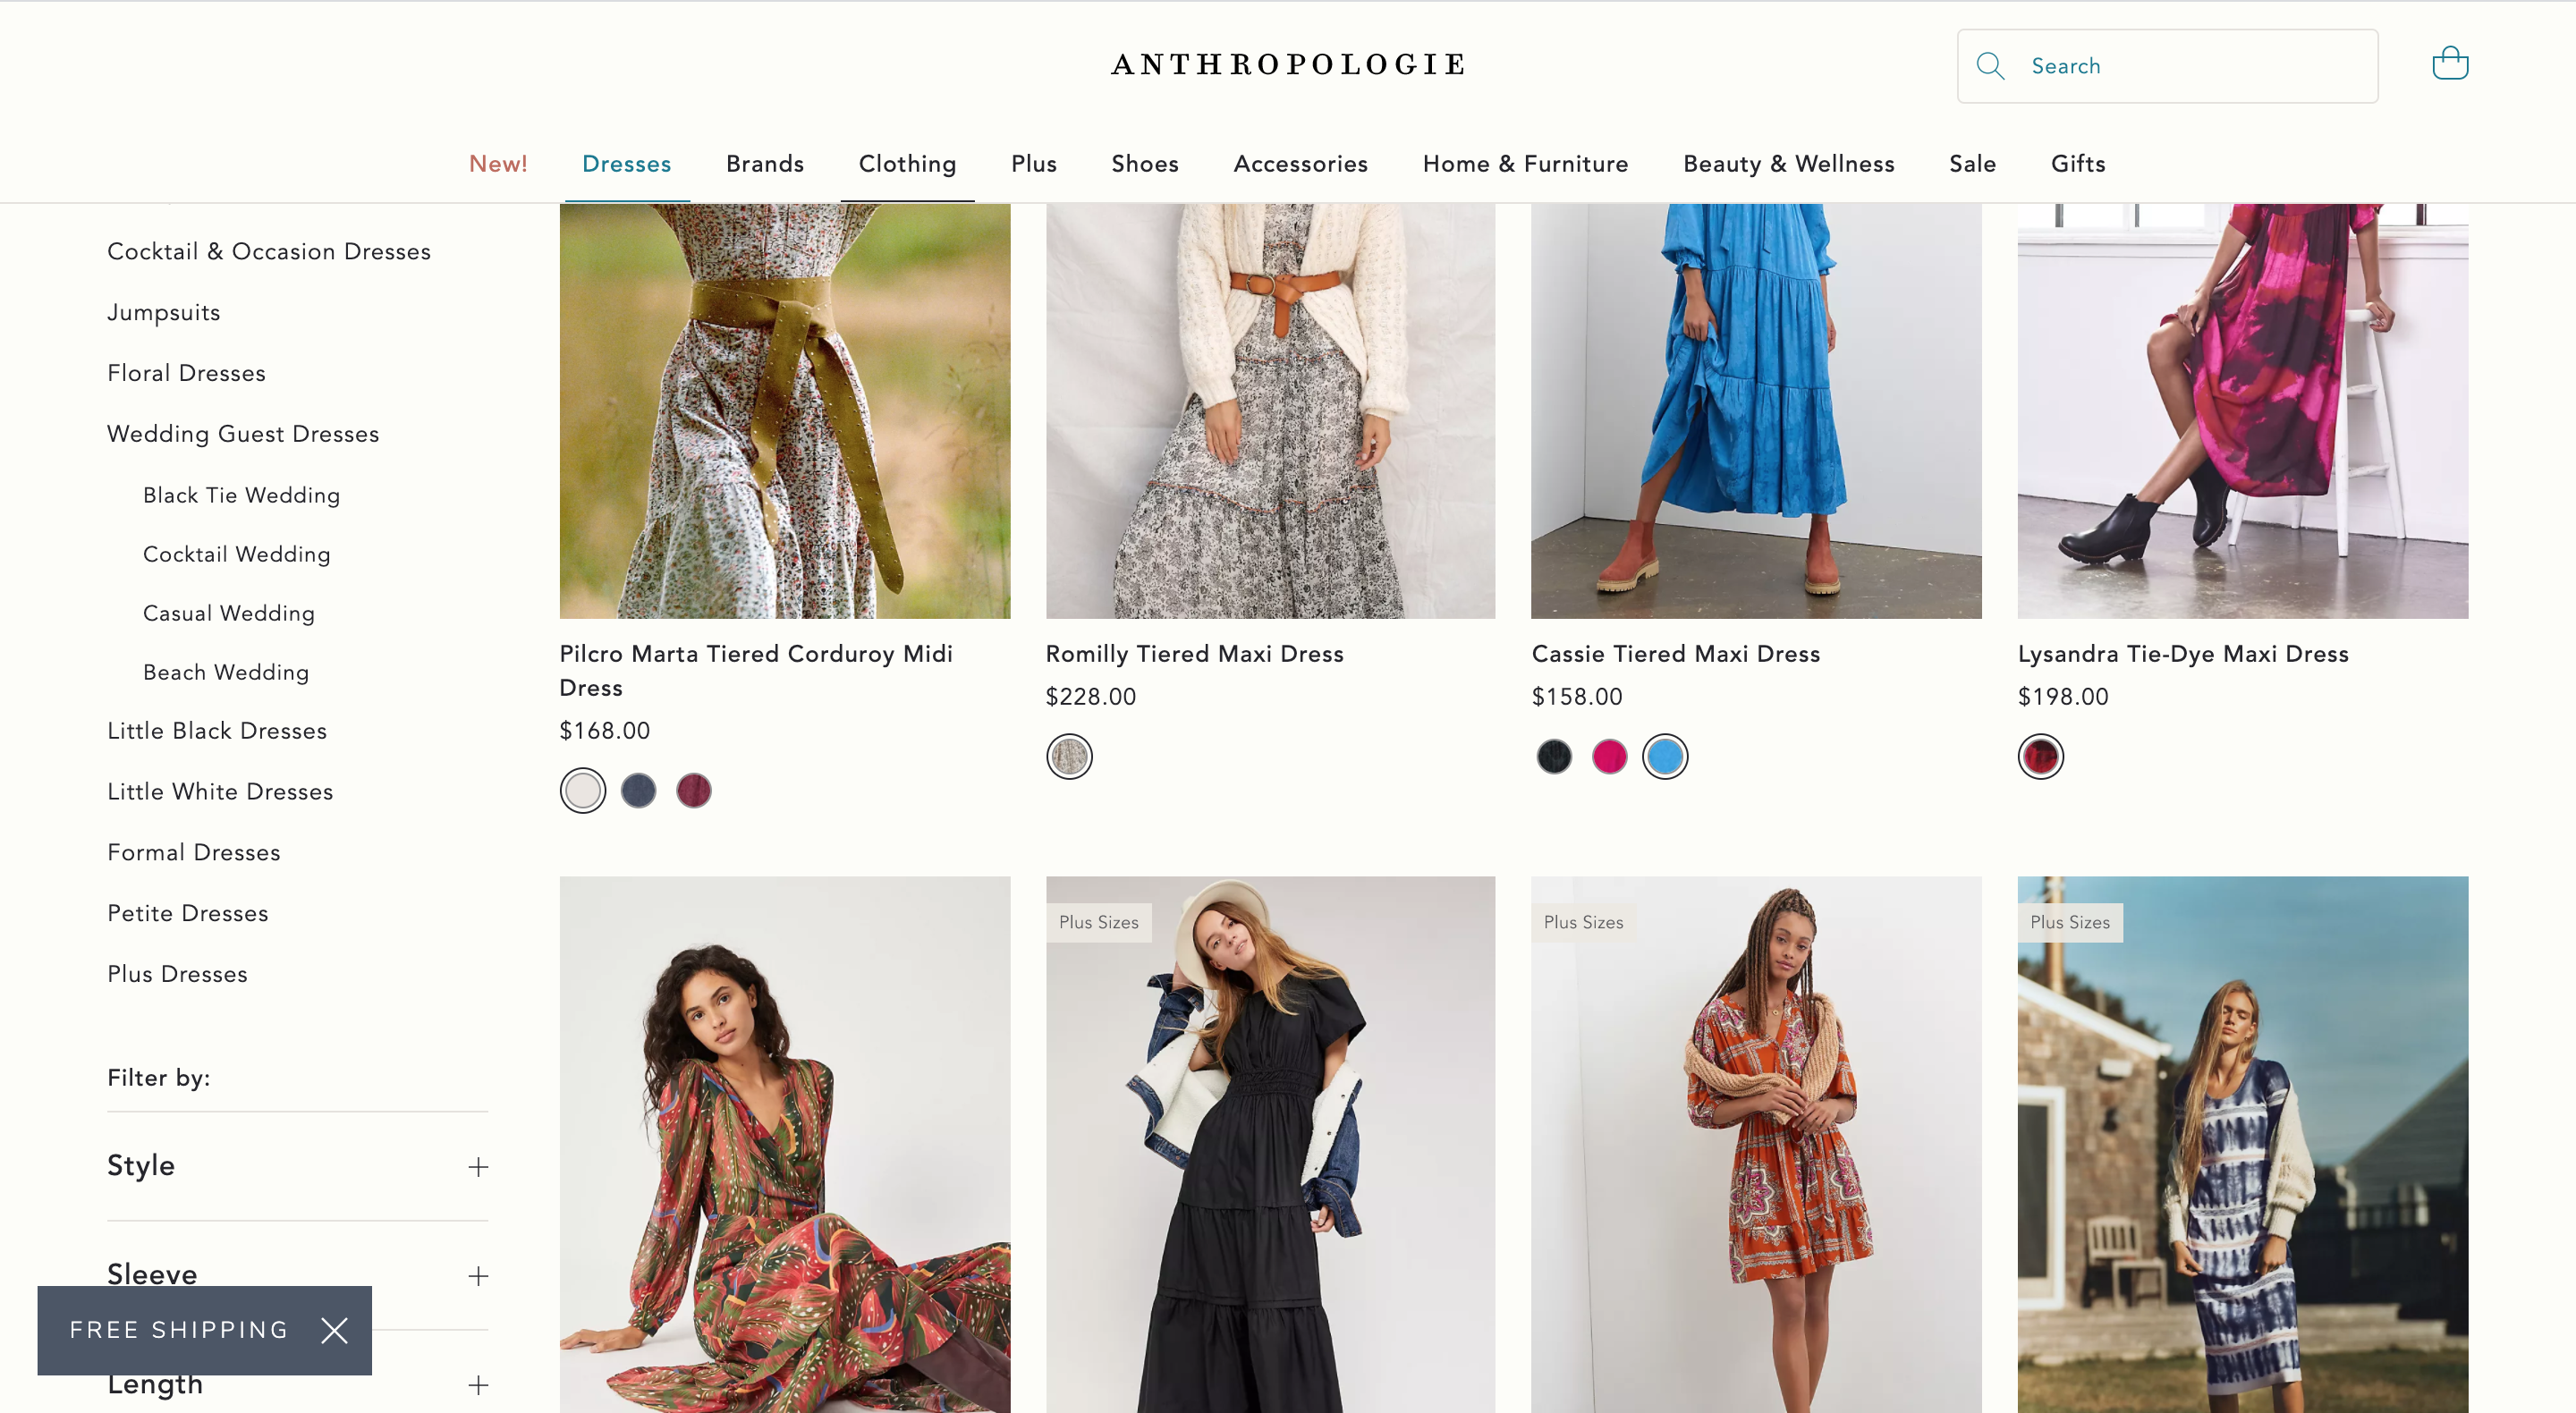 ANTHROPOLOGIE
Search
New! Dresses Brands Clothing Plus Shoes Accessories Home & Furniture Beauty & Wellness Sale Gifts
Cocktail & Occasion Dresses
Jumpsuits
Floral Dresses
Wedding Guest Dresses
Black Tie Wedding
Cocktail Wedding
Casual Wedding
Beach Wedding
Little Black Dresses
Little White Dresses
Formal Dresses
Petite Dresses
Plus Dresses
Filter by:
Style
Sleeve
FREE SHIPPING
Length
Pilcro Marta Tiered Corduroy Midi
Dress
$168.00
Romilly Tiered Maxi Dress
$228.00
Cassie Tiered Maxi Dress
$158.00
Lysandra Tie-Dye Maxi Dress
$198.00
Plus Sizes
Plus Sizes
Plus Sizes